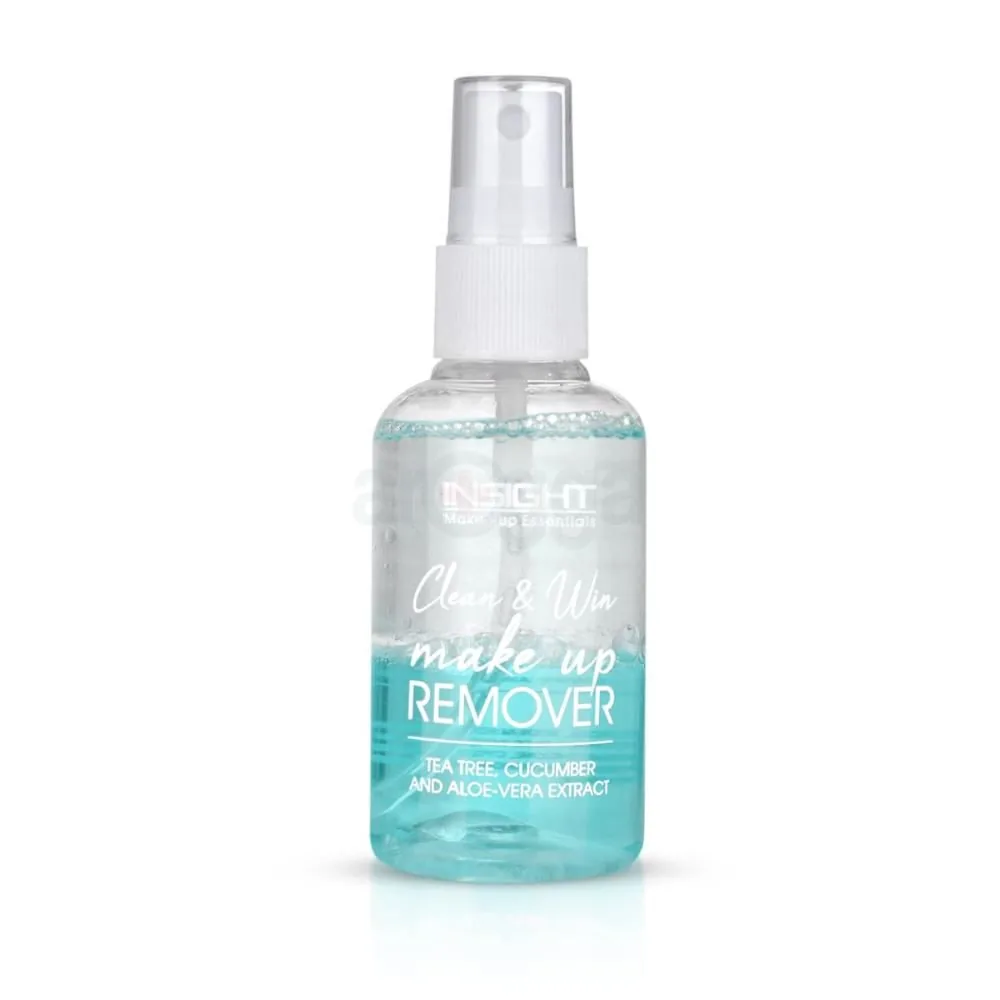 INSIGHT
Make-up Essentials
Clean & Win
make up
REMOVER
TEA TREE, CUCUMBER
AND ALOE-VERA EXTRACT